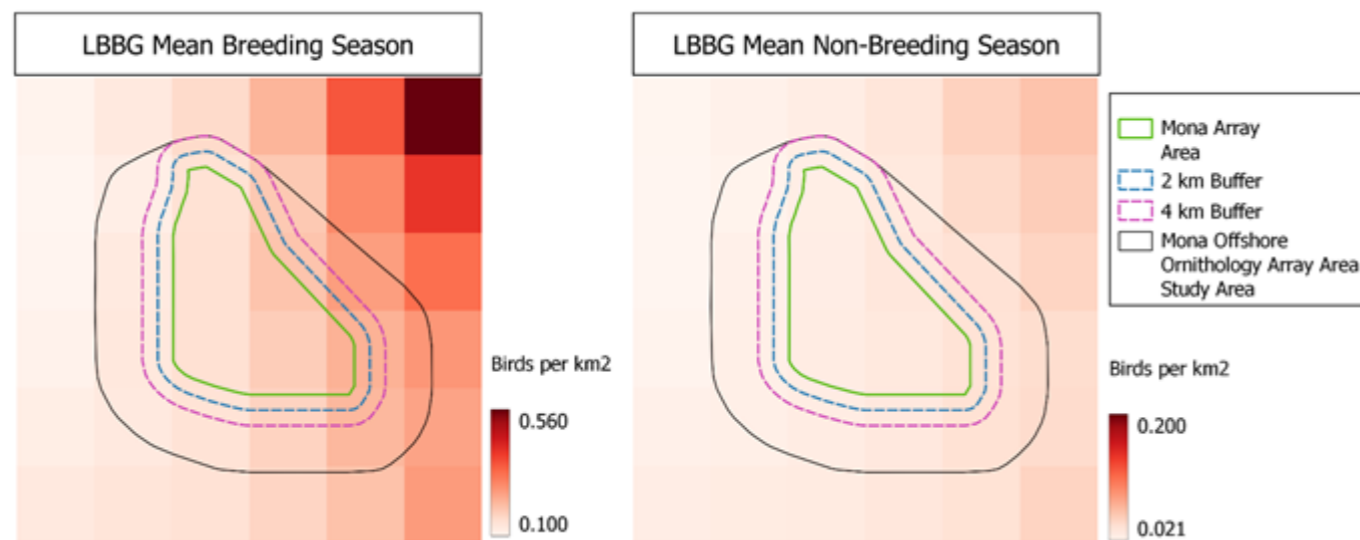 LBBG Mean Breeding Season
LBBG Mean Non-Breeding Season
Mona Array
Area
2 km Buffer
4 km Buffer
Mona Offshore
Ornithology Array Area
Study Area
Birds per km2
0.560
0.100
Birds per km2
0.200
0.021